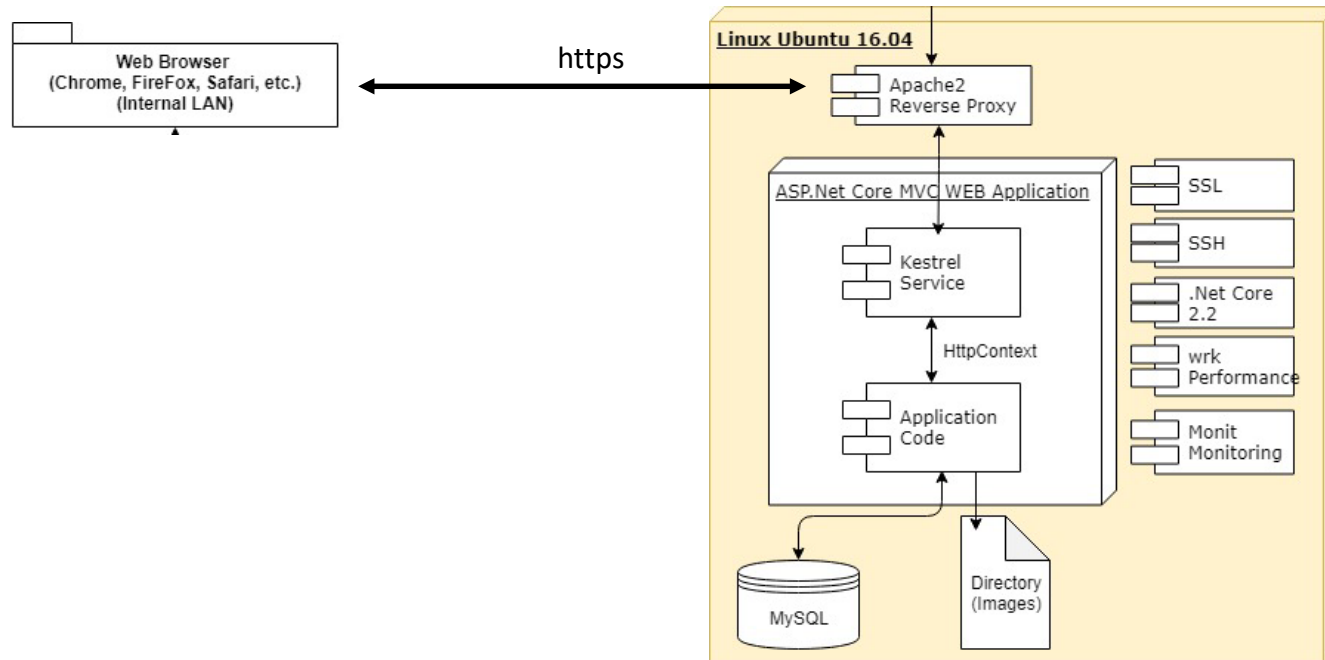 Web Browser
(Chrome, FireFox, Safari, etc.)
(Internal LAN)
https
Linux Ubuntu 16.04
Apache2
Reverse Proxy
ASP.Net Core MVC WEB Application
Kestrel
Service
HttpContext
Application
Code
MySQL
Directory
(Images)
SSL
SSH
.Net Core
2.2
wrk
Performance
Monit
Monitoring